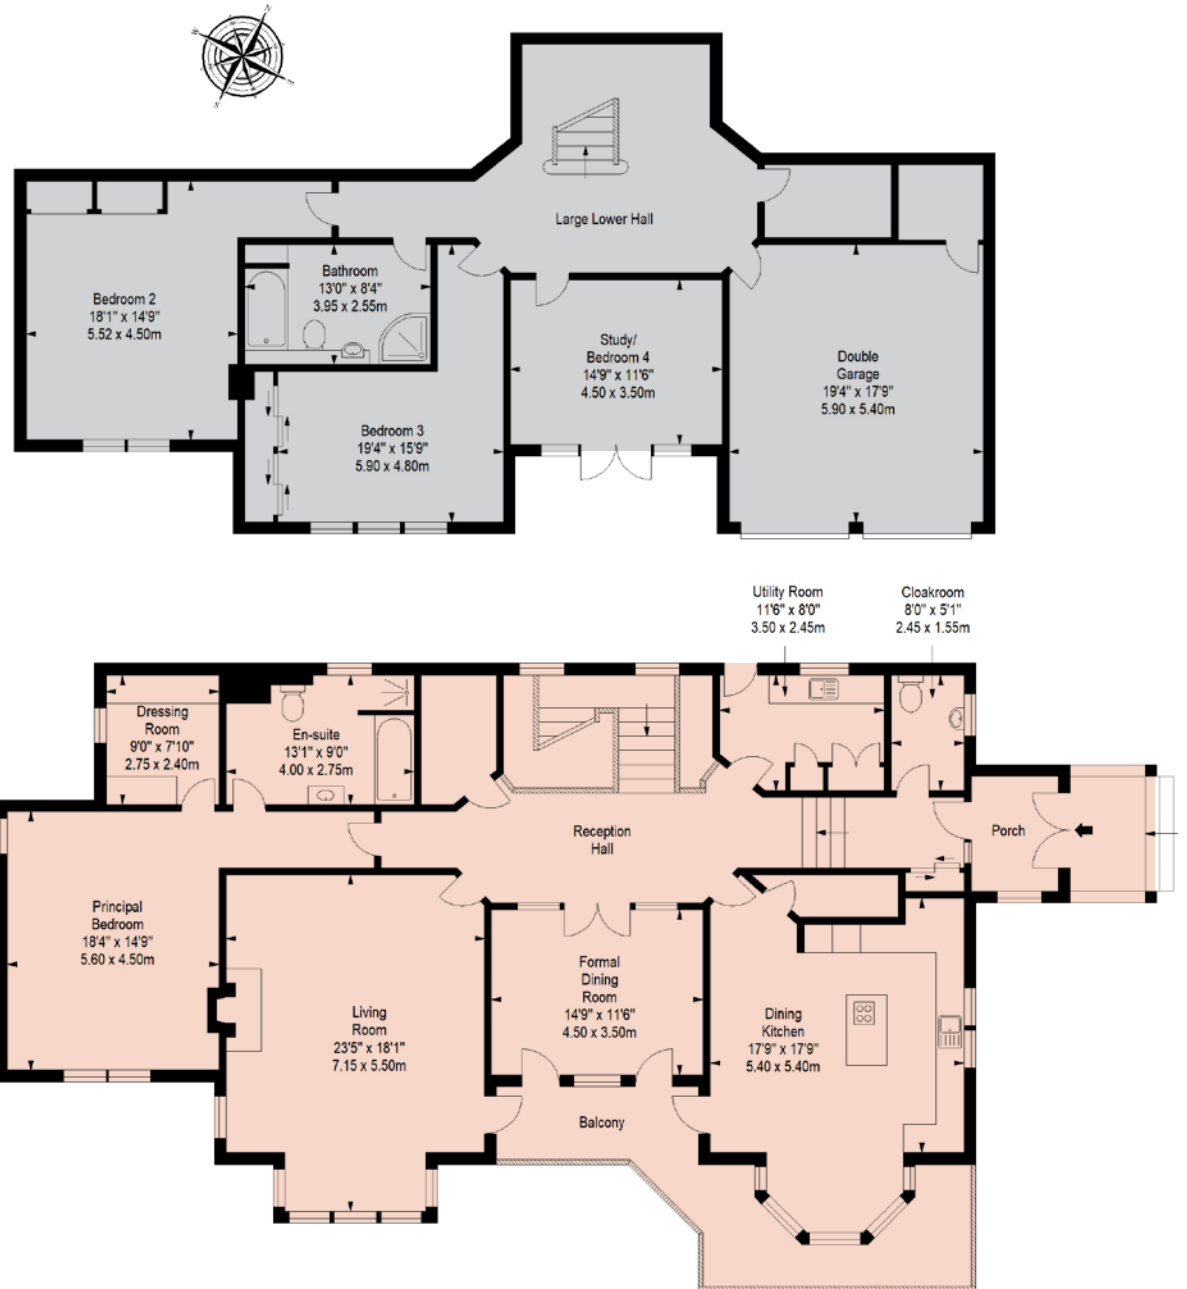 N
W
E
S
Large Lower Hall
Bathroom
13'0" x 8'4"
3.95 x 2.55m
Bedroom 2
18'1" x 14'9"
5.52 x 4.50m
Study/
Bedroom 4
14'9" x 11'6"
4.50 x 3.50m
Double
Garage
19'4" x 17'9"
5.90 x 5.40m
Bedroom 3
19'4" x 15'9"
5.90 x 4.80m
Utility Room
11'6" x 8'0"
3.50 x 2.45m
Cloakroom
8'0" x 5'1"
2.45 x 1.55m
Dressing
Room
9'0" x 7'10"
2.75 x 2.40m
En-suite
13'1" x 9'0"
4.00 x 2.75m
Reception
Hall
Porch
Principal
Bedroom
18'4" x 14'9"
5.60 x 4.50m
Formal
Dining
Room
14'9" x 11'6"
4.50 x 3.50m
Living
Room
23'5" x 18'1"
7.15 x 5.50m
Dining
Kitchen
17'9" x 17'9"
5.40 x 5.40m
Balcony